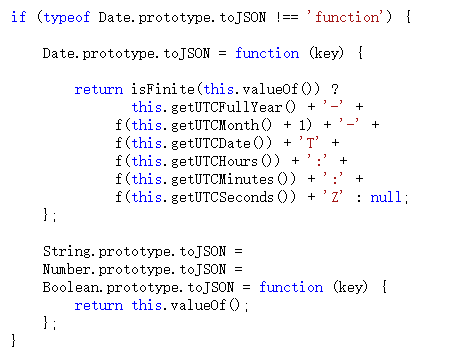 if (typeof Date.prototype.toJSON !== 'function') {
Date.prototype.toJSON = function (key) {
return isFinite(this.valueOf()) ?
this.getUTCFullYear() + '-' +
f(this.getUTCMonth() + 1) + '-' +
f(this.getUTCDate()) + 'T' +
f(this.getUTCHours()) + ':' +
f(this.getUTCMinutes()) + ':' +
f(this.getUTCSeconds()) + 'Z' : null;
};
String.prototype.toJSON =
Number.prototype.toJSON =
Boolean.prototype.toJSON = function (key) {
return this.valueOf();
};
}